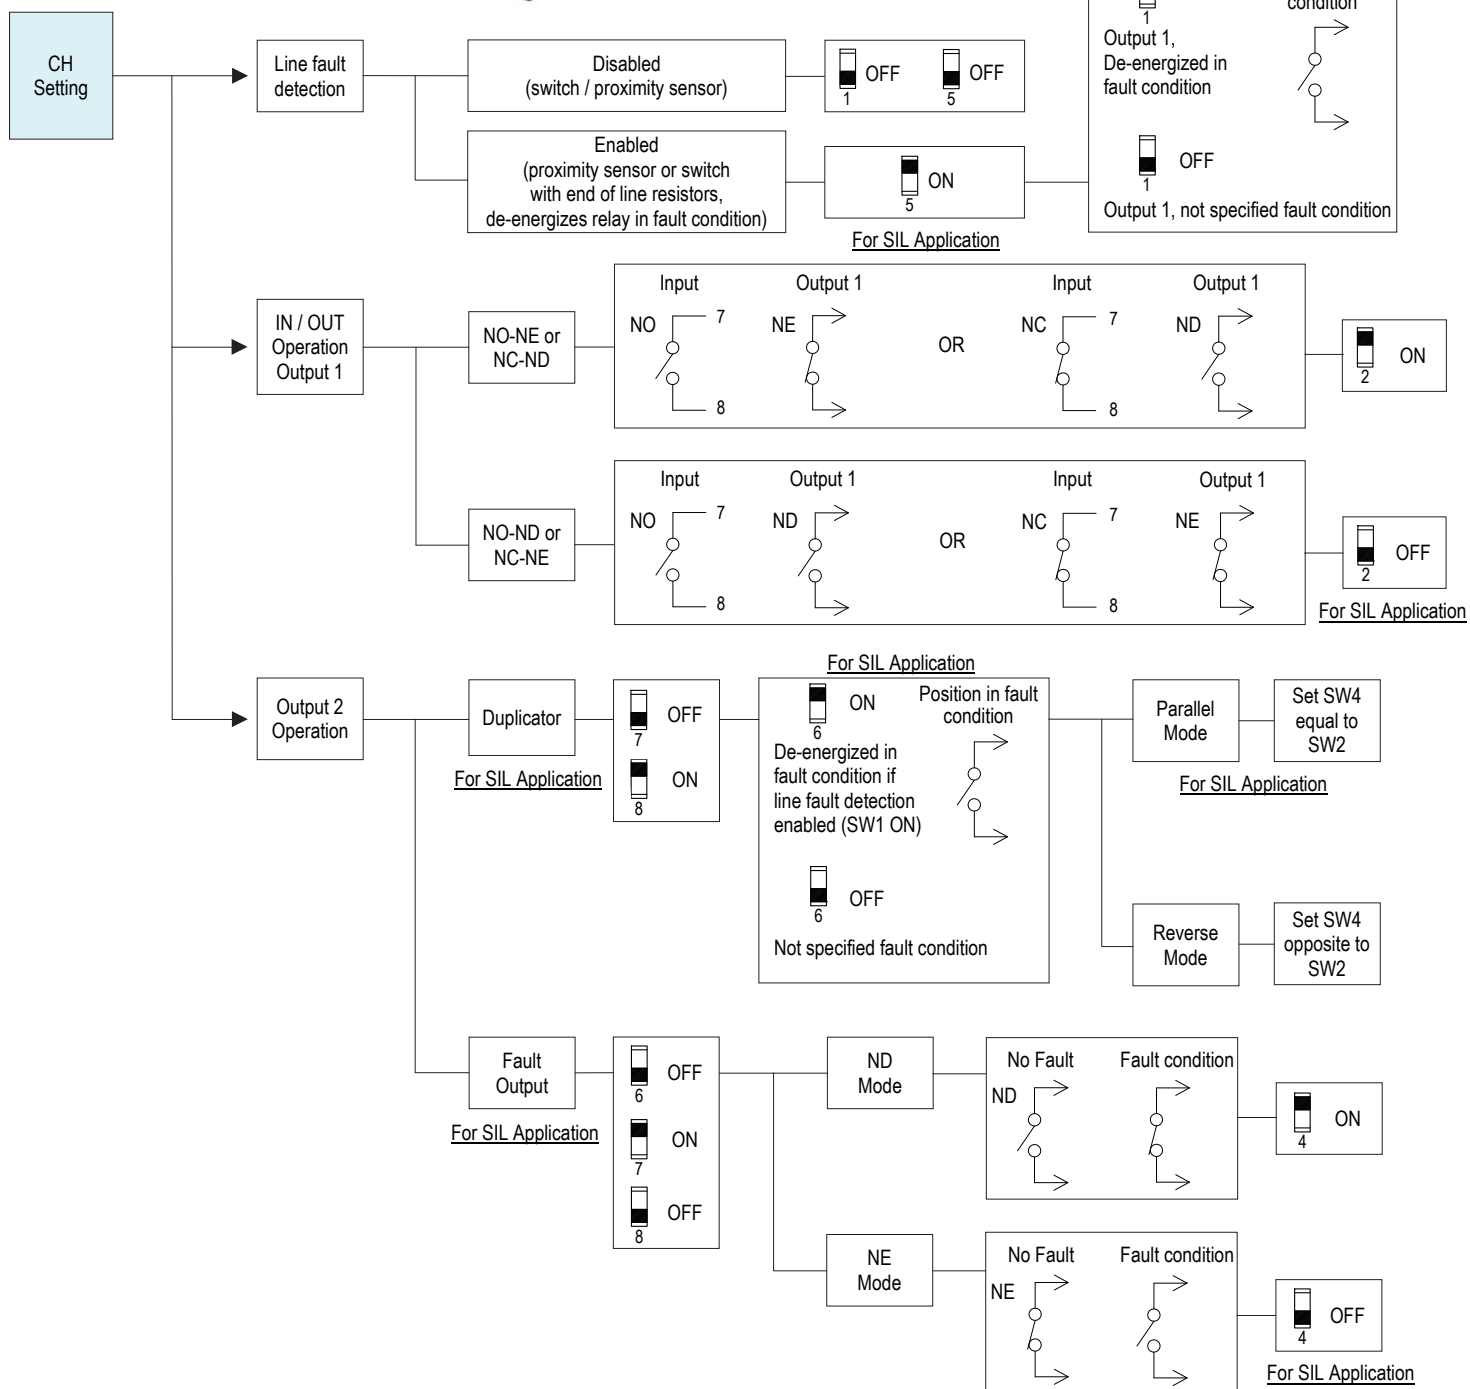 condition
1
Output 1,
De-energized in
fault condition
OFF
1
Output 1, not specified fault condition
CH
Setting
Line fault
detection
Disabled
(switch / proximity sensor)
OFF
1
OFF
5
Enabled
(proximity sensor or switch
with end of line resistors,
de-energizes relay in fault condition)
ON
5
For SIL Application
IN / OUT
Operation
Output 1
NO-NE or
NC-ND
Input
Output 1
NO
7
8
NE
OR
Input
Output 1
NC
7
8
ND
ON
2
NO-ND or
NC-NE
Input
Output 1
NO
7
8
ND
OR
Input
Output 1
NC
7
8
NE
OFF
2
For SIL Application
Output 2
Operation
Duplicator
For SIL Application
OFF
7
ON
8
For SIL Application
ON
6
Position in fault
condition
De-energized in
fault condition if
line fault detection
enabled (SW1 ON)
OFF
6
Not specified fault condition
Parallel
Mode
Set SW4
equal to
SW2
For SIL Application
Reverse
Mode
Set SW4
opposite to
SW2
Fault
Output
For SIL Application
OFF
6
ON
7
OFF
8
ND
Mode
No Fault
Fault condition
ND
ON
4
NE
Mode
No Fault
Fault condition
NE
OFF
4
For SIL Application